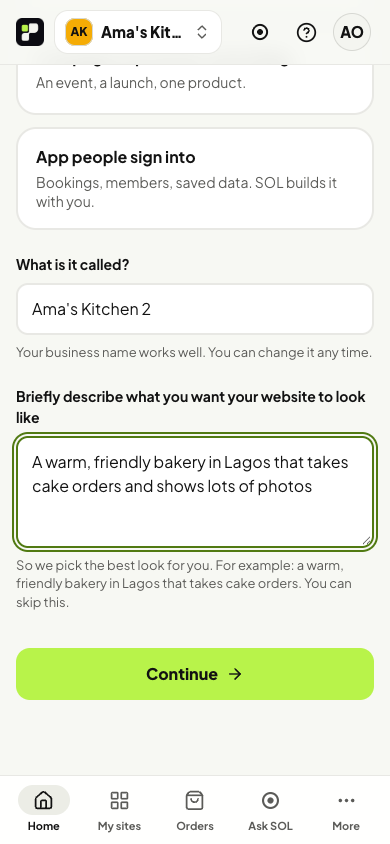 AK Ama's Kit... AO
An event, a launch, one product.
App people sign into
Bookings, members, saved data. SOL builds it
with you.
What is it called?
Ama's Kitchen 2
Your business name works well. You can change it any time.
Briefly describe what you want your website to look
like
A warm, friendly bakery in Lagos that takes
cake orders and shows lots of photos
So we pick the best look for you. For example: a warm,
friendly bakery in Lagos that takes cake orders. You can
skip this.
Continue →
Home My sites Orders Ask SOL More